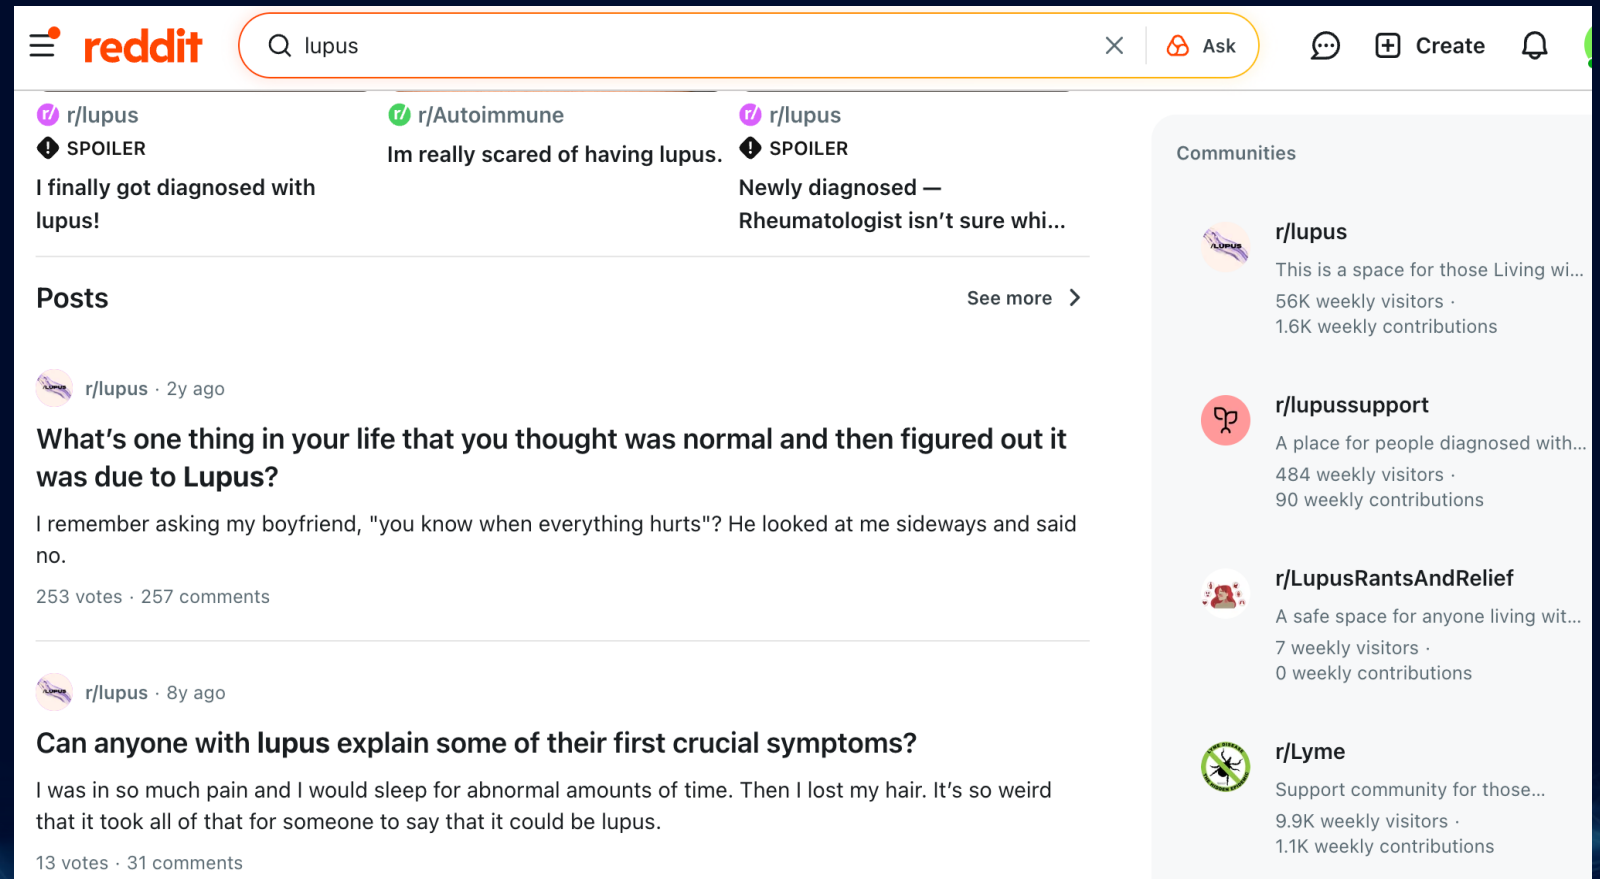 reddit
lupus
Ask
Create
r/lupus
SPOILER
I finally got diagnosed with
lupus!
r/Autoimmune
Im really scared of having lupus.
r/lupus
SPOILER
Newly diagnosed —
Rheumatologist isn’t sure whi...
Posts
See more
r/lupus · 2y ago
What’s one thing in your life that you thought was normal and then figured out it
was due to Lupus?
I remember asking my boyfriend, "you know when everything hurts"? He looked at me sideways and said
no.
253 votes · 257 comments
r/lupus · 8y ago
Can anyone with lupus explain some of their first crucial symptoms?
I was in so much pain and I would sleep for abnormal amounts of time. Then I lost my hair. It’s so weird
that it took all of that for someone to say that it could be lupus.
13 votes · 31 comments
Communities
r/lupus
This is a space for those Living wi...
56K weekly visitors ·
1.6K weekly contributions
r/lupussupport
A place for people diagnosed with...
484 weekly visitors ·
90 weekly contributions
r/LupusRantsAndRelief
A safe space for anyone living wit...
7 weekly visitors ·
0 weekly contributions
r/Lyme
Support community for those...
9.9K weekly visitors ·
1.1K weekly contributions